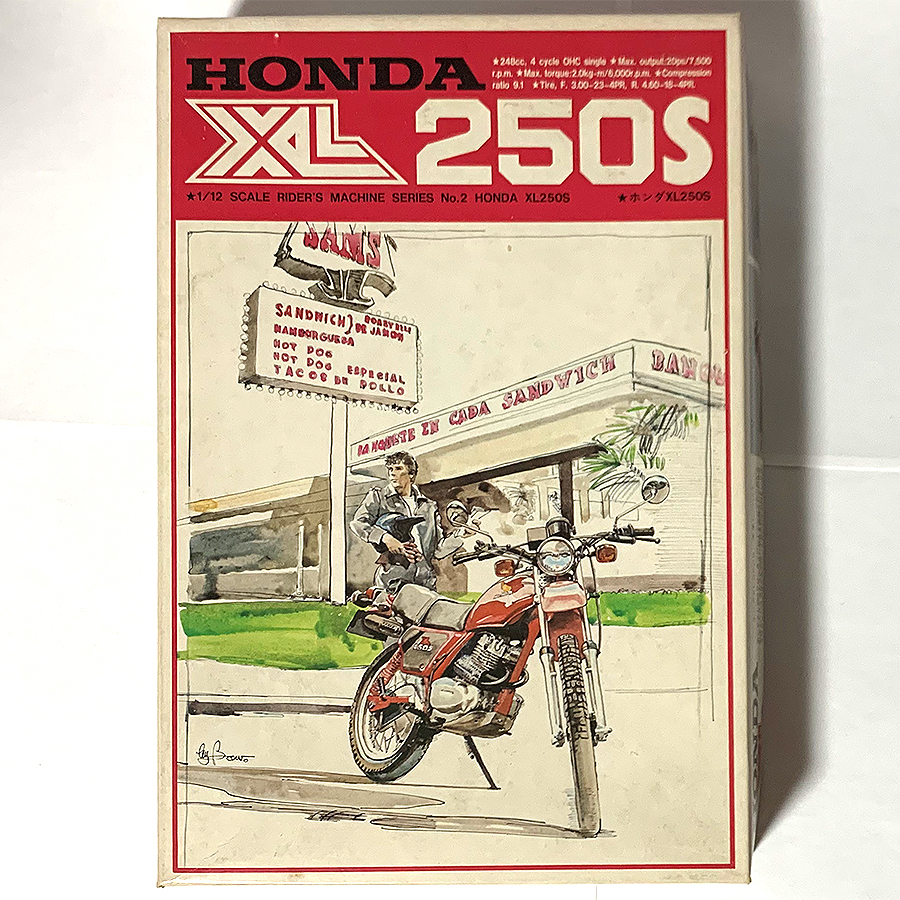 HONDA
★248cc, 4 cycle OHC single ★Max. output:20ps/7,500
r.p.m. ★Max. torque:2.0kg-m/6,000r.p.m. ★Compression
ratio 9.1 ★Tire, F. 3.00-23-4PR, R. 4.60-18-4PR.
XL 250S
★1/12 SCALE RIDER'S MACHINE SERIES No.2 HONDA XL250S ★ホンダXL250S
SAM'S
SANDWICH) DE JAMON
HAMBURGUESA
HOT DOG
HOT DOG ESPECIAL
TACOS DE POLLO
BANQUETE EN CADA SANDWICH